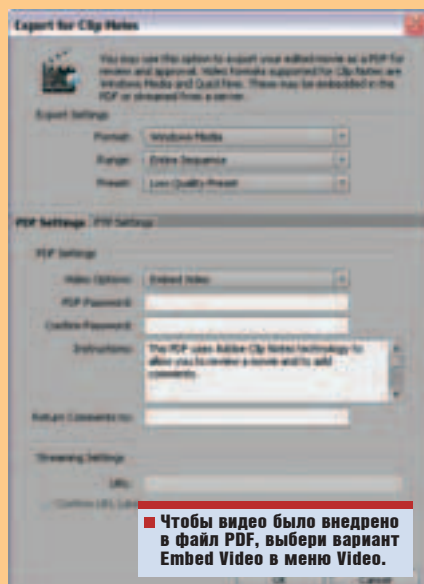 Export for Clip Notes
You may use this option to export your edited movie as a PDF for
review and approval. Video formats supported for Clip Notes are
Windows Media and QuickTime. These may be embedded in the
PDF or streamed from a server.
Export Settings
Format: Windows Media
Range: Entire Sequence
Preset: Low Quality Preset
PDF Settings FTP Settings
PDF Settings
Video Options: Embed Video
PDF Password:
Confirm Password:
Instructions: The PDF uses Adobe Clip Notes technology to
allow you to review a movie and to add
comments.
Return Comments to:
Streaming Settings
URL:
Confirm URL
Чтобы видео было внедрено
в файл PDF, выбери вариант
Embed Video в меню Video.
OK Cancel